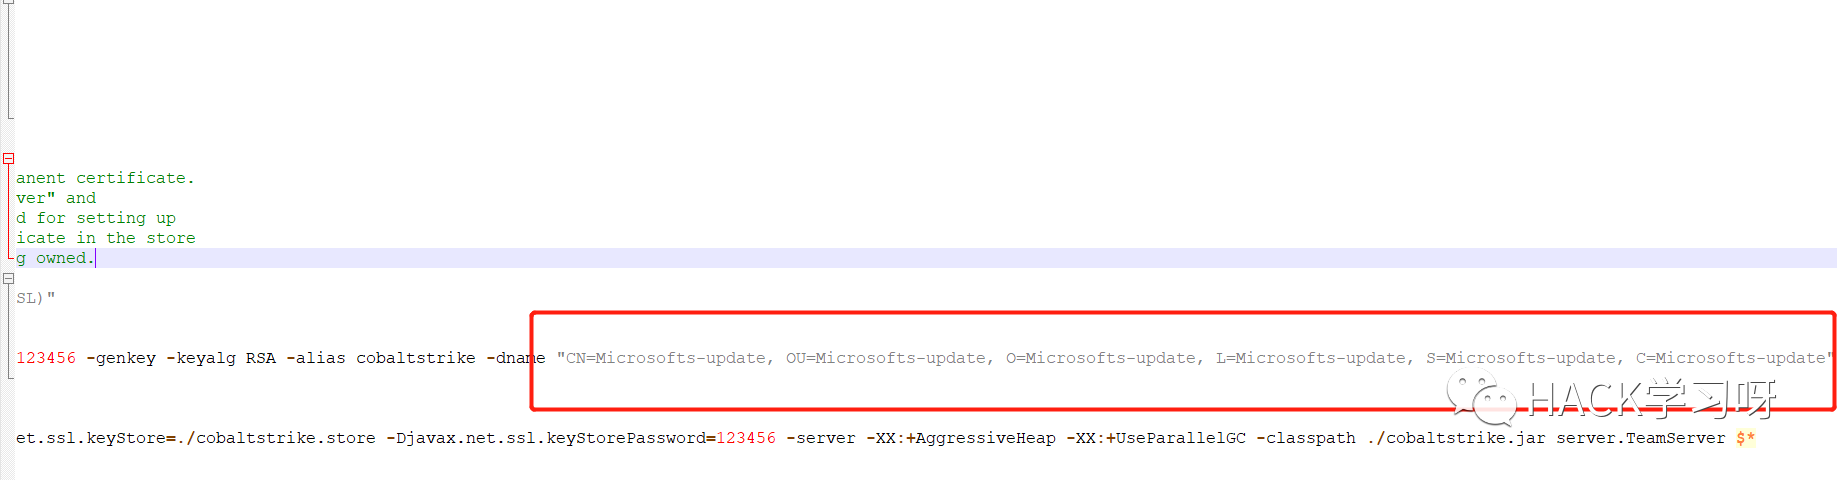 anent certificate.
ver" and
d for setting up
icate in the store
g owned.
SL)"
123456 -genkey -keyalg RSA -alias cobaltstrike -dname "CN=Microsofts-update, OU=Microsofts-update, O=Microsofts-update, L=Microsofts-update, S=Microsofts-update, C=Microsofts-update"
HACK学习呀
et.ssl.keyStore=./cobaltstrike.store -Djavax.net.ssl.keyStorePassword=123456 -server -XX:+AggressiveHeap -XX:+UseParallelGC -classpath ./cobaltstrike.jar server.TeamServer $*